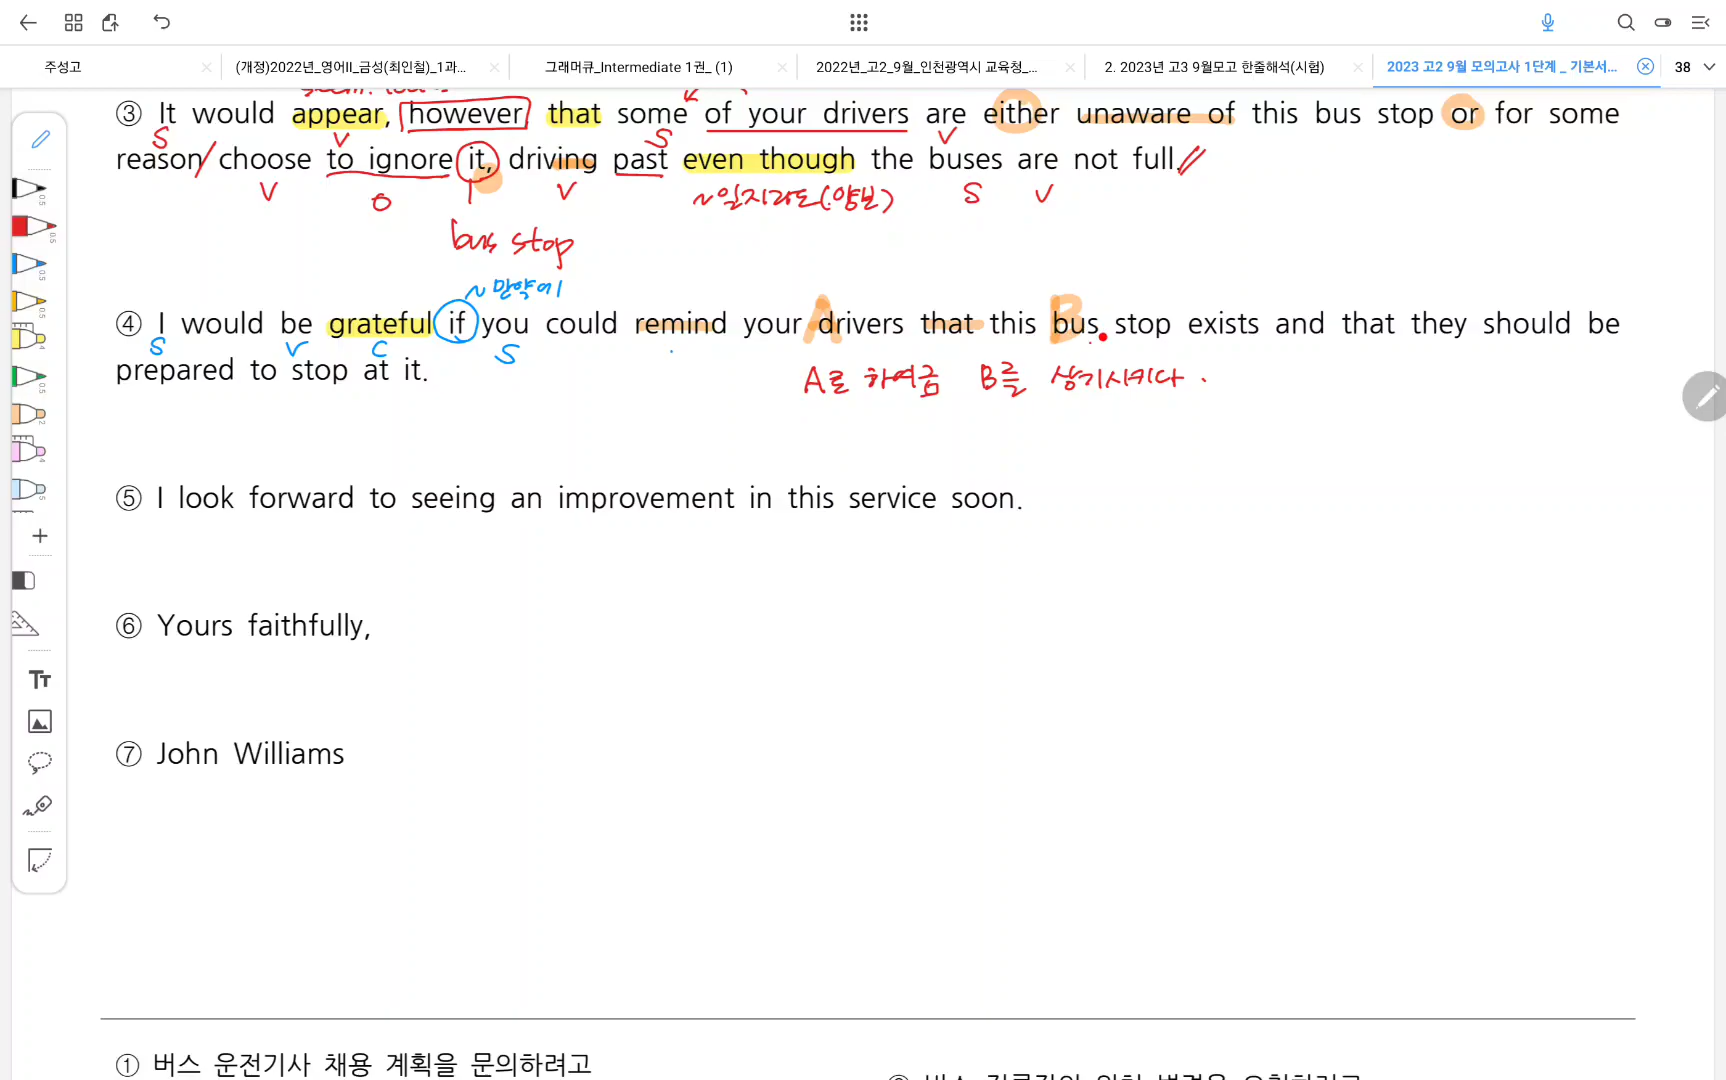 주성고
(개정)2022년_영어II_금성(최인철)_1과...
그래머큐_Intermediate 1권_ (1)
2022년_고2_9월_인천광역시 교육청_...
2. 2023년 고3 9월모고 한줄해석(시험)
2023 고2 9월 모의고사 1단계 _ 기본서...
38
③ It would appear, however, that some of your drivers are either unaware of this bus stop or for some
S V S V
reason/choose to ignore it, driving past even though the buses are not full.
V O V ~일지라도(양보) S V
bus stop
~만약에
A B
④ I would be grateful if you could remind your drivers that this bus stop exists and that they should be
S V C S
prepared to stop at it.
A로 하여금 B를 상기시키다.
⑤ I look forward to seeing an improvement in this service soon.
⑥ Yours faithfully,
⑦ John Williams
① 버스 운전기사 채용 계획을 문의하려고